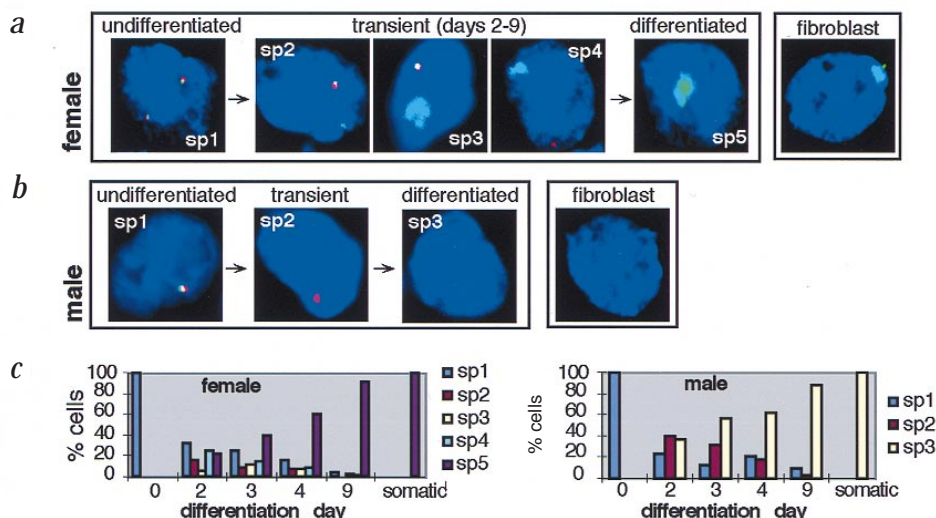 a
female
undifferentiated
transient (days 2-9)
differentiated
fibroblast
sp1
sp2
sp3
sp4
sp5
b
male
undifferentiated
transient
differentiated
fibroblast
sp1
sp2
sp3
c
% cells
100
80
60
40
20
0
female
0 2 3 4 9 somatic
differentiation day
sp1
sp2
sp3
sp4
sp5
% cells
100
80
60
40
20
0
male
0 2 3 4 9 somatic
differentiation day
sp1
sp2
sp3